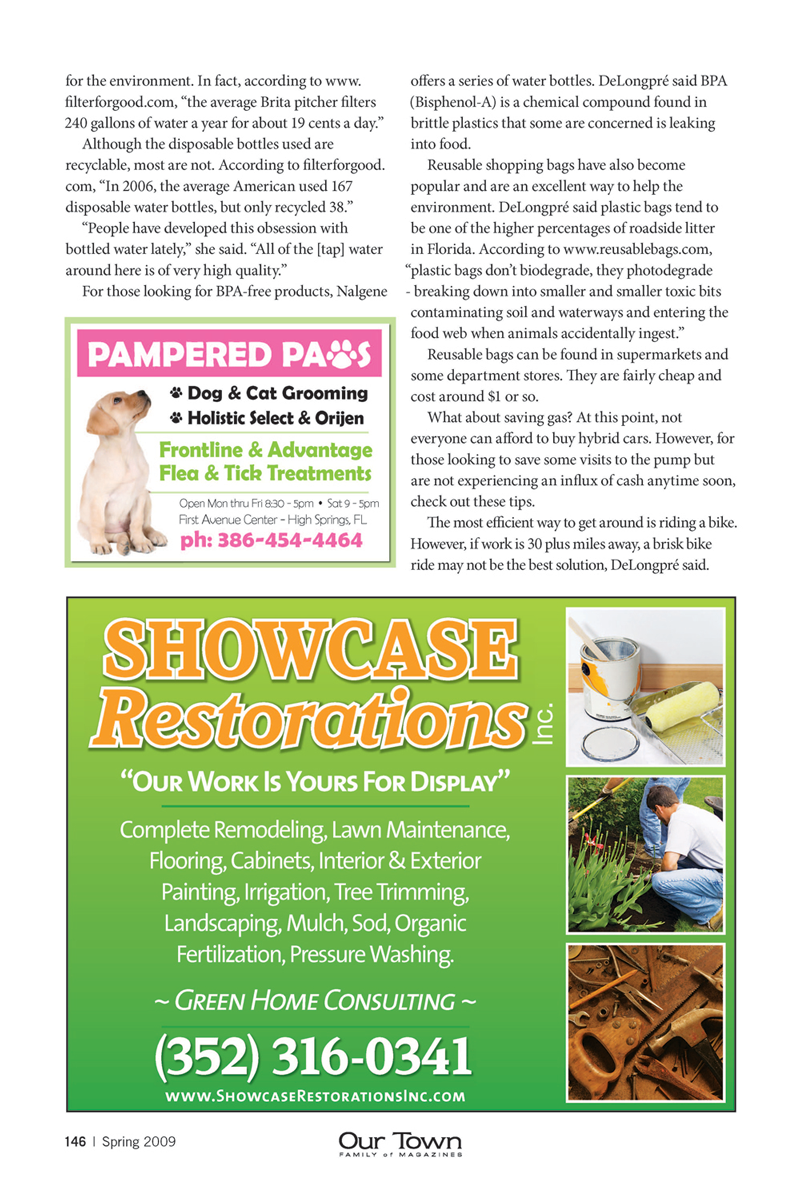 for the environment. In fact, according to www.
filterforgood.com, “the average Brita pitcher filters
240 gallons of water a year for about 19 cents a day.”
Although the disposable bottles used are
recyclable, most are not. According to filterforgood.
com, “In 2006, the average American used 167
disposable water bottles, but only recycled 38.”
“People have developed this obsession with
bottled water lately,” she said. “All of the [tap] water
around here is of very high quality.”
For those looking for BPA-free products, Nalgene
offers a series of water bottles. DeLongpré said BPA
(Bisphenol-A) is a chemical compound found in
brittle plastics that some are concerned is leaking
into food.
Reusable shopping bags have also become
popular and are an excellent way to help the
environment. DeLongpré said plastic bags tend to
be one of the higher percentages of roadside litter
in Florida. According to www.reusablebags.com,
“plastic bags don’t biodegrade, they photodegrade
- breaking down into smaller and smaller toxic bits
contaminating soil and waterways and entering the
food web when animals accidentally ingest.”
Reusable bags can be found in supermarkets and
some department stores. They are fairly cheap and
cost around $1 or so.
What about saving gas? At this point, not
everyone can afford to buy hybrid cars. However, for
those looking to save some visits to the pump but
are not experiencing an influx of cash anytime soon,
check out these tips.
The most efficient way to get around is riding a bike.
However, if work is 30 plus miles away, a brisk bike
ride may not be the best solution, DeLongpré said.
PAMPERED PAWS
Dog & Cat Grooming
Holistic Select & Orijen
Frontline & Advantage
Flea & Tick Treatments
Open Mon thru Fri 8:30 - 5pm • Sat 9 - 5pm
First Avenue Center - High Springs, FL
ph: 386-454-4464
SHOWCASE
Restorations Inc.
“Our Work Is Yours For Display”
Complete Remodeling, Lawn Maintenance,
Flooring, Cabinets, Interior & Exterior
Painting, Irrigation, Tree Trimming,
Landscaping, Mulch, Sod, Organic
Fertilization, Pressure Washing.
~ Green Home Consulting ~
(352) 316-0341
www.ShowcaseRestorationsInc.com
146 | Spring 2009
Our Town
FAMILY of MAGAZINES